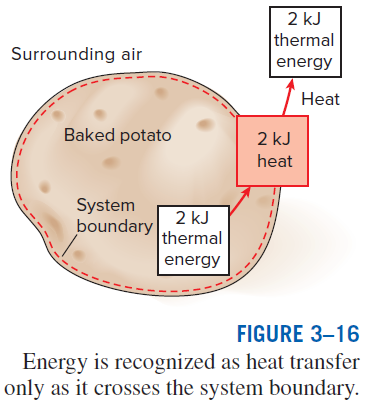 2 kJ
thermal
energy
Surrounding air
Heat
Baked potato
2 kJ
heat
System
boundary
2 kJ
thermal
energy
FIGURE 3–16
Energy is recognized as heat transfer
only as it crosses the system boundary.